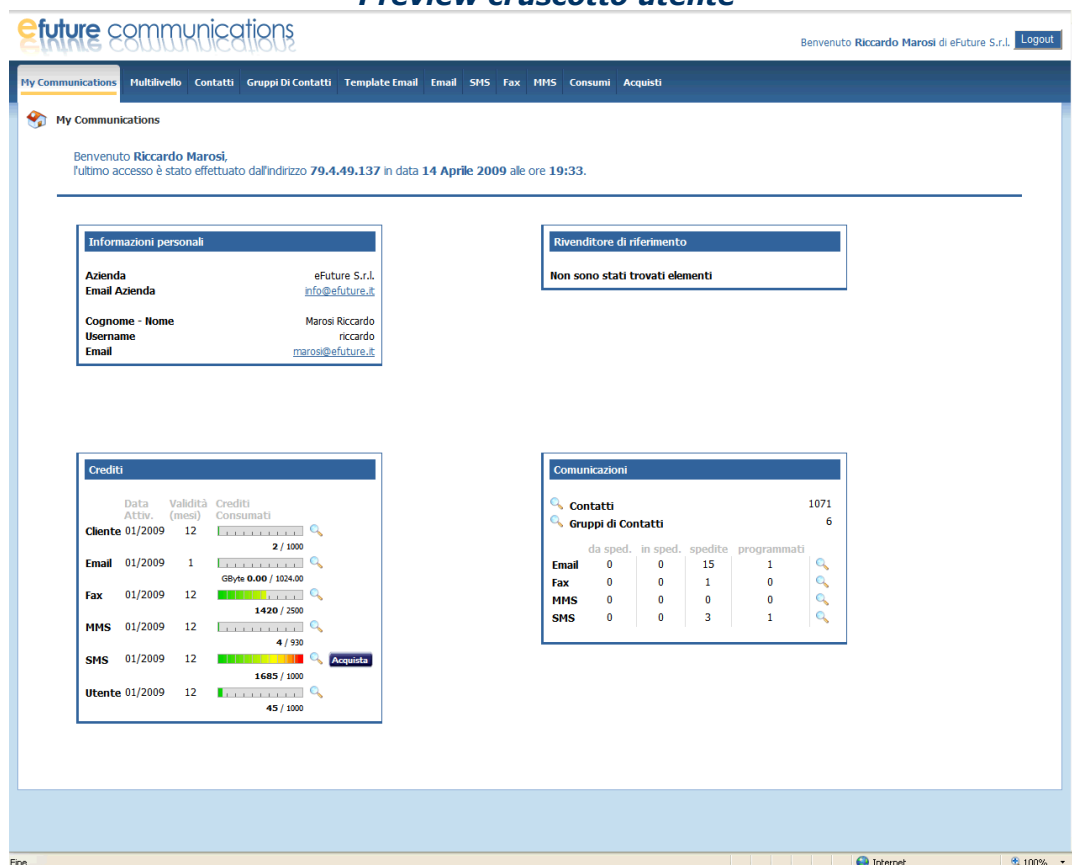 Preview cruscotto utente
efuture communications
Benvenuto Riccardo Marosi di eFuture S.r.l. Logout
My Communications Multilivello Contatti Gruppi Di Contatti Template Email Email SMS Fax MMS Consumi Acquisti
My Communications
Benvenuto Riccardo Marosi,
l'ultimo accesso è stato effettuato dall'indirizzo 79.4.49.137 in data 14 Aprile 2009 alle ore 19:33.
Informazioni personali
Azienda eFuture S.r.l.
Email Azienda info@efuture.it
Cognome - Nome Marosi Riccardo
Username riccardo
Email marosi@efuture.it
Rivenditore di riferimento
Non sono stati trovati elementi
Crediti
Data Validità Crediti
Attiv. (mesi) Consumati
Cliente 01/2009 12
2 / 1000
Email 01/2009 1
GByte 0.00 / 1024.00
Fax 01/2009 12
1420 / 2500
MMS 01/2009 12
4 / 930
SMS 01/2009 12 Acquista
1685 / 1000
Utente 01/2009 12
45 / 1000
Comunicazioni
Contatti 1071
Gruppi di Contatti 6
da sped. in sped. spedite programmati
Email 0 0 15 1
Fax 0 0 1 0
MMS 0 0 0 0
SMS 0 0 3 1
Fine Internet 100%